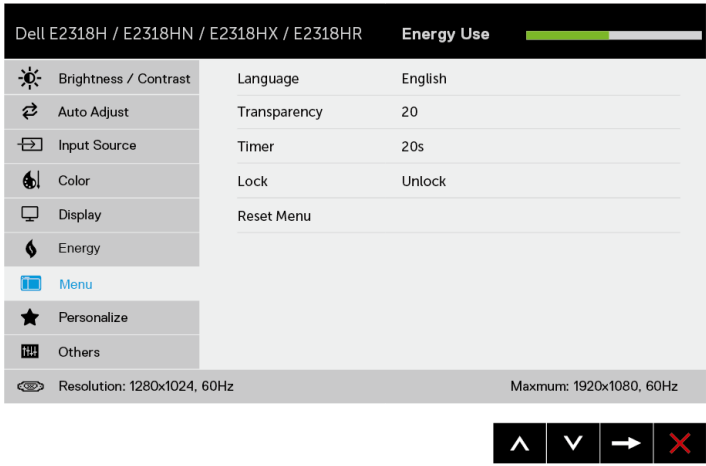 Dell E2318H / E2318HN / E2318HX / E2318HR Energy Use
Brightness / Contrast Language English
Auto Adjust Transparency 20
Input Source Timer 20s
Color Lock Unlock
Display Reset Menu
Energy
Menu
Personalize
Others
Resolution: 1280x1024, 60Hz Maxmum: 1920x1080, 60Hz